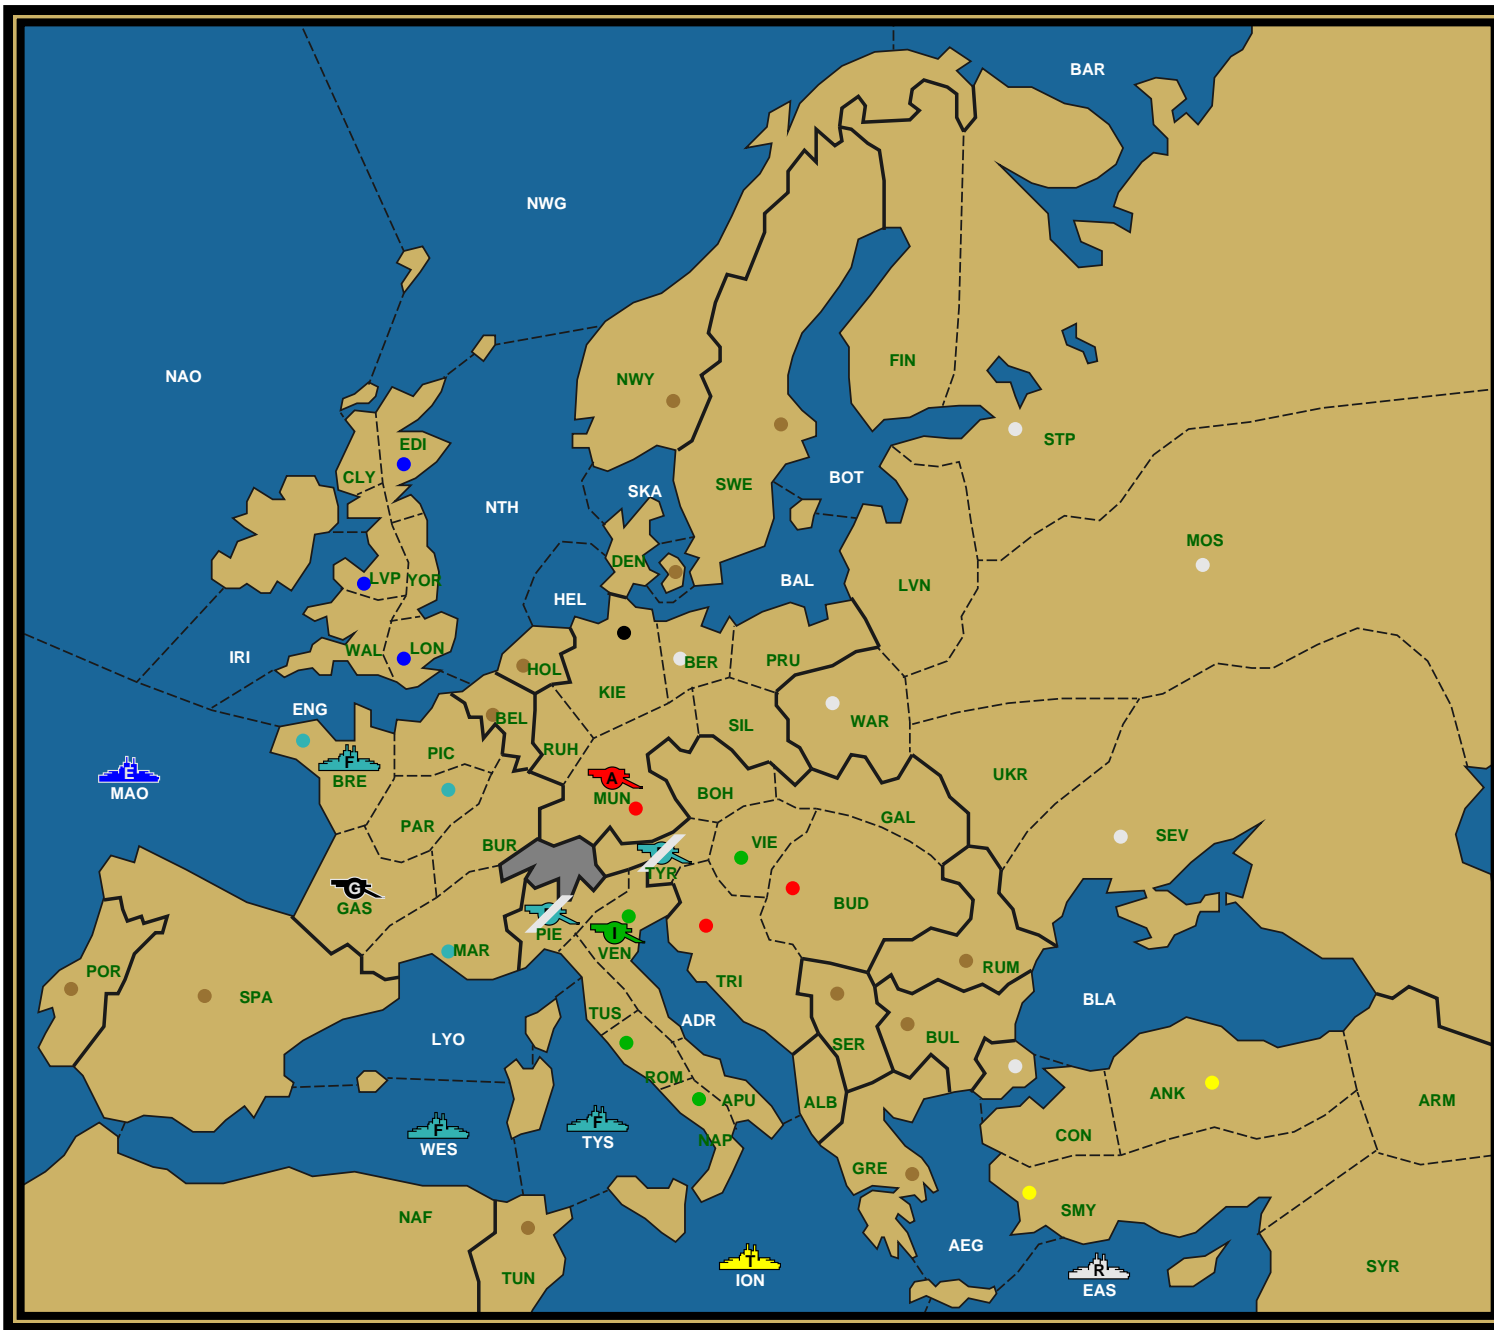 BAR
NWG
NAO
FIN
NWY
STP
EDI
CLY
SWE
BOT
SKA
NTH
MOS
DEN
LVP YOR
BAL
LVN
HEL
WAL LON
IRI
HOL
BER
PRU
KIE
ENG
BEL
SIL
WAR
RUH
PIC
F
BRE
E
MAO
A
MUN
UKR
BOH
GAL
PAR
SEV
VIE
BUR
TYR
G
GAS
BUD
F
PIE
I
VEN
MAR
POR
SPA
RUM
TRI
BLA
TUS
ADR
LYO
SER
BUL
ROM
ANK
APU
ALB
ARM
F
WES
F
TYS
NAP
CON
GRE
NAF
SMY
AEG
T
ION
R
EAS
TUN
SYR